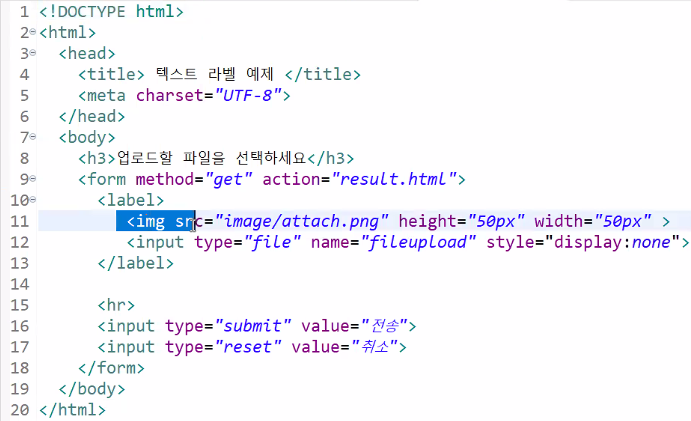 1 <!DOCTYPE html>
2 <html>
3 <head>
4 <title> 텍스트 라벨 예제 </title>
5 <meta charset="UTF-8">
6 </head>
7 <body>
8 <h3>업로드할 파일을 선택하세요</h3>
9 <form method="get" action="result.html">
10 <label>
11 <img src="image/attach.png" height="50px" width="50px" >
12 <input type="file" name="fileupload" style="display:none">
13 </label>
14
15 <hr>
16 <input type="submit" value="전송">
17 <input type="reset" value="취소">
18 </form>
19 </body>
20 </html>